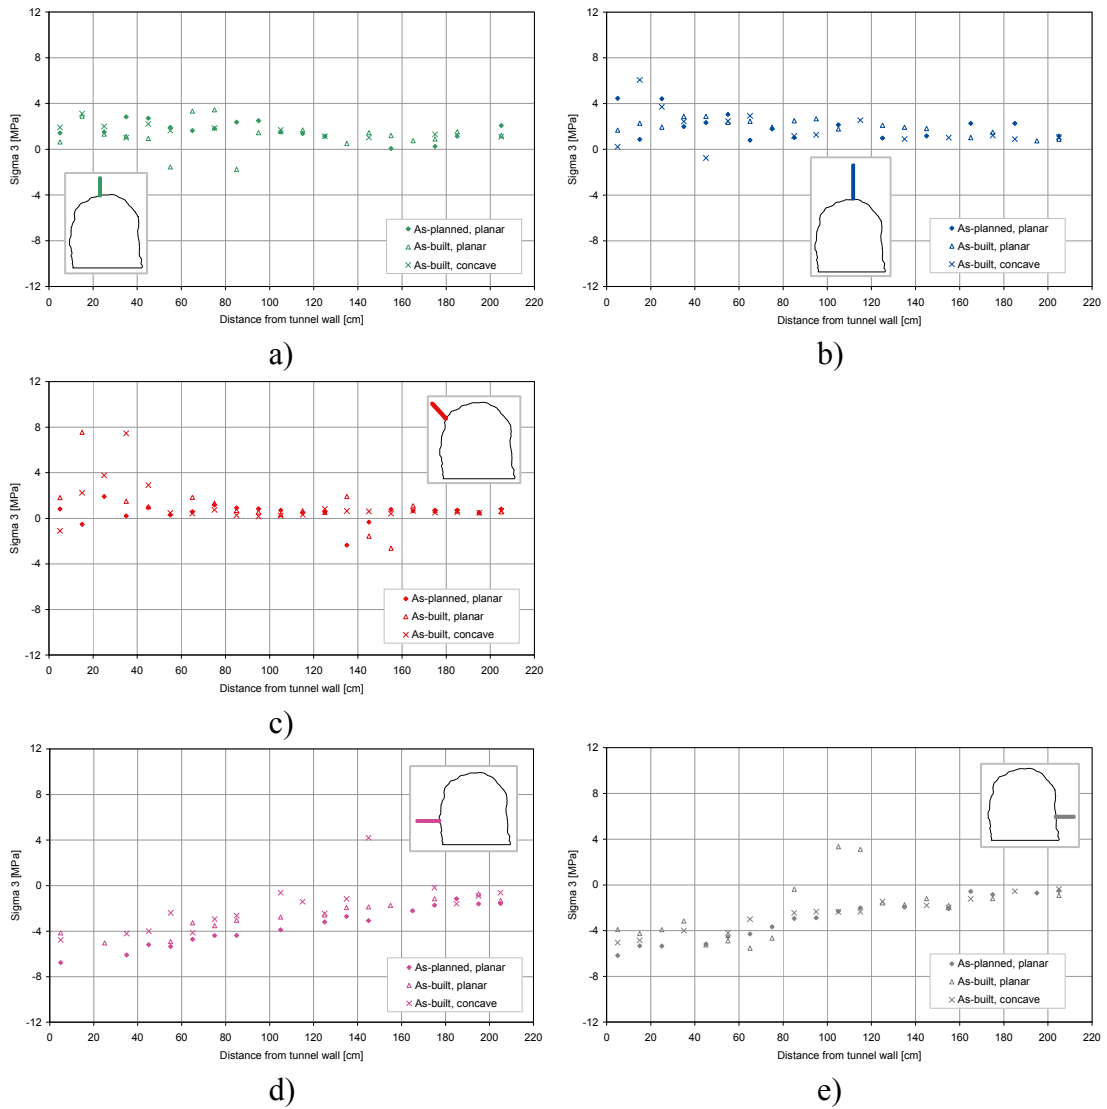 12
8
4
0
-4
-8
-12
Sigma 3 [MPa]
As-planned, planar
As-built, planar
As-built, concave
0 20 40 60 80 100 120 140 160 180 200 220
Distance from tunnel wall [cm]
a)
12
8
4
0
-4
-8
-12
Sigma 3 [MPa]
As-planned, planar
As-built, planar
As-built, concave
0 20 40 60 80 100 120 140 160 180 200 220
Distance from tunnel wall [cm]
b)
12
8
4
0
-4
-8
-12
Sigma 3 [MPa]
As-planned, planar
As-built, planar
As-built, concave
0 20 40 60 80 100 120 140 160 180 200 220
Distance from tunnel wall [cm]
c)
12
8
4
0
-4
-8
-12
Sigma 3 [MPa]
As-planned, planar
As-built, planar
As-built, concave
0 20 40 60 80 100 120 140 160 180 200 220
Distance from tunnel wall [cm]
d)
12
8
4
0
-4
-8
-12
Sigma 3 [MPa]
As-planned, planar
As-built, planar
As-built, concave
0 20 40 60 80 100 120 140 160 180 200 220
Distance from tunnel wall [cm]
e)